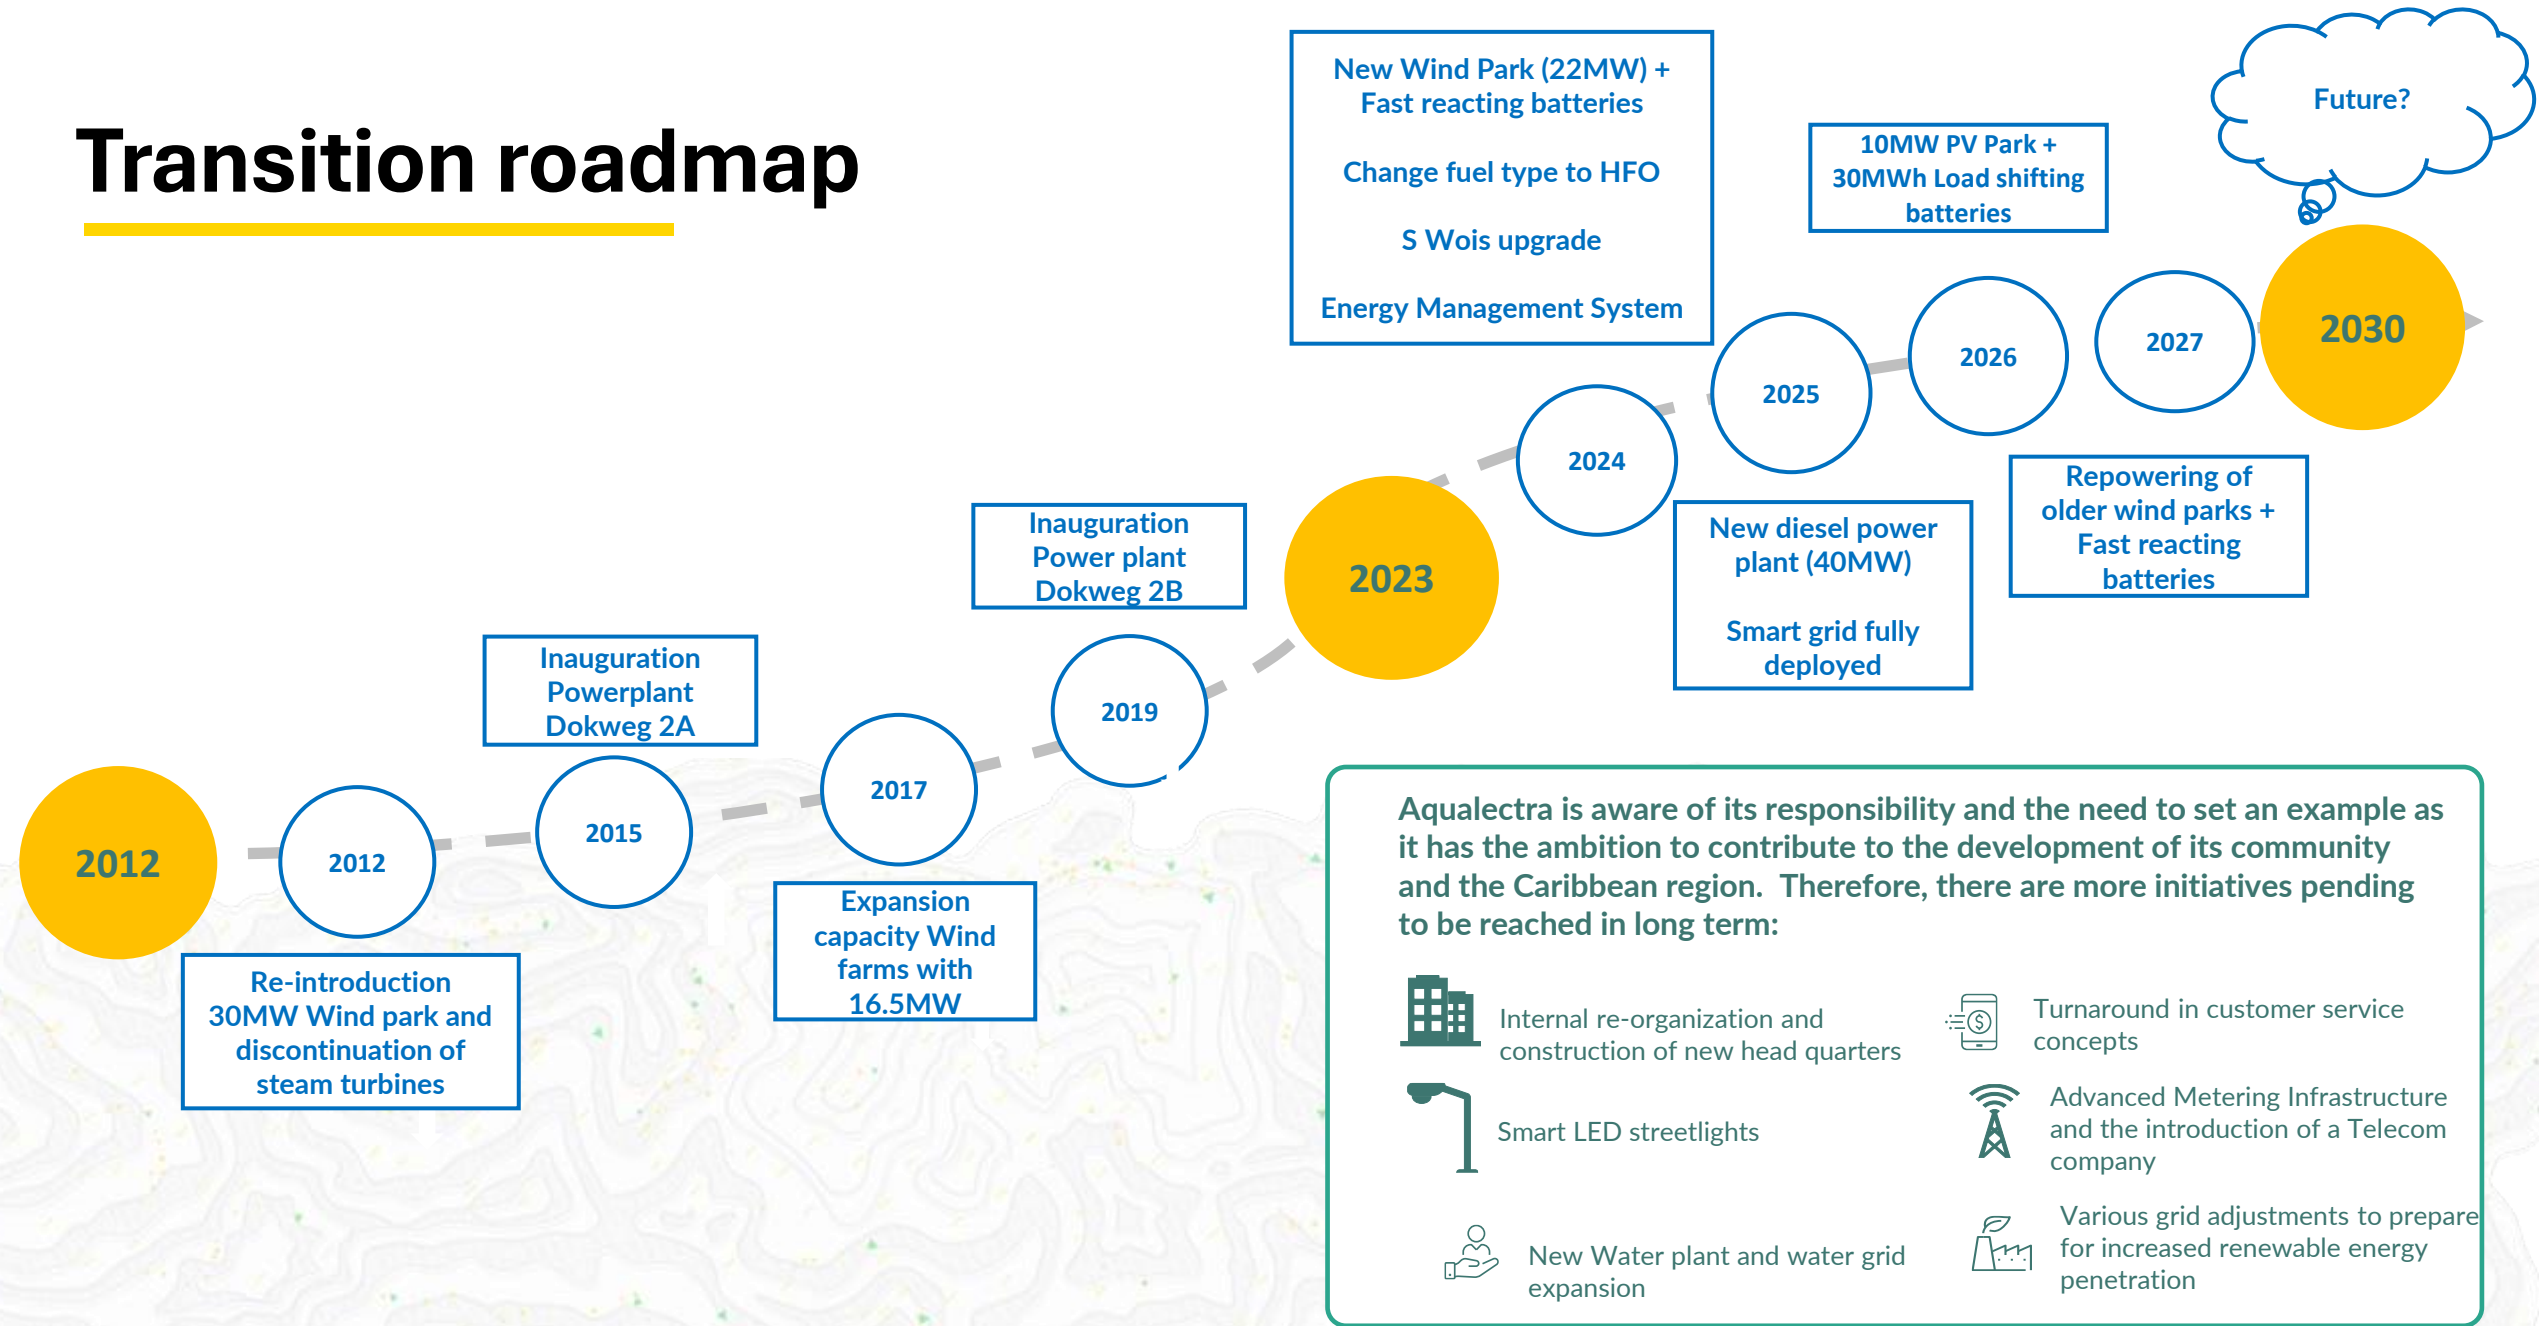 Transition roadmap
2012
2012
Re-introduction
30MW Wind park and
discontinuation of
steam turbines
Inauguration
Powerplant
Dokweg 2A
2015
2017
Expansion
capacity Wind
farms with
16.5MW
Inauguration
Power plant
Dokweg 2B
2019
2023
New Wind Park (22MW) +
Fast reacting batteries
Change fuel type to HFO
S Wois upgrade
Energy Management System
2024
2025
New diesel power
plant (40MW)
Smart grid fully
deployed
10MW PV Park +
30MWh Load shifting
batteries
2026
2027
Repowering of
older wind parks +
Fast reacting
batteries
Future?
2030
Aqualectra is aware of its responsibility and the need to set an example as
it has the ambition to contribute to the development of its community
and the Caribbean region. Therefore, there are more initiatives pending
to be reached in long term:
Internal re-organization and
construction of new head quarters
Smart LED streetlights
New Water plant and water grid
expansion
Turnaround in customer service
concepts
Advanced Metering Infrastructure
and the introduction of a Telecom
company
Various grid adjustments to prepare
for increased renewable energy
penetration